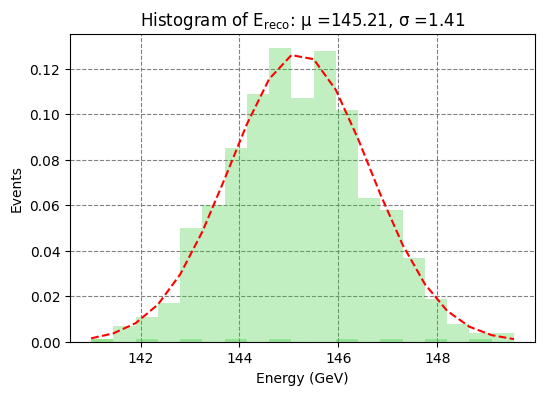 Histogram of E_reco: μ =145.21, σ =1.41
Events
0.12
0.10
0.08
0.06
0.04
0.02
0.00
142 144 146 148
Energy (GeV)